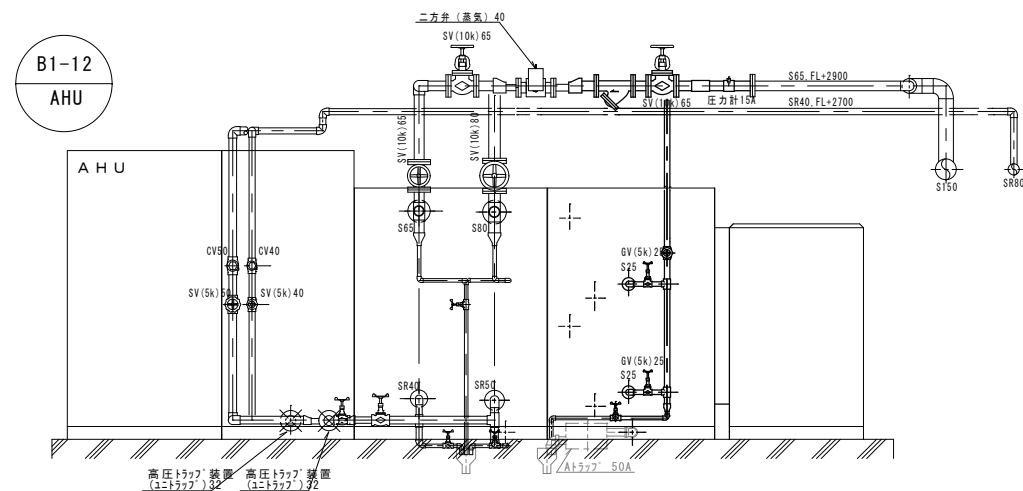 二方弁（蒸気）40
SV(10k)65
B1-12
AHU
S65,FL+2900
SV(10k)65
圧力計15A
SR40,FL+2700
SV(10k)65
SV(10k)80
AHU
S150
SR80
S65
S80
CV50
CV40
GV(5k)25
S25
SV(5k)50
SV(5k)40
GV(5k)25
S25
SR40
SR50
高圧ﾄﾗｯﾌﾟ装置
(ﾕﾆﾄﾗｯﾌﾟ)32
高圧ﾄﾗｯﾌﾟ装置
(ﾕﾆﾄﾗｯﾌﾟ)32
Aﾄﾗｯﾌﾟ 50A